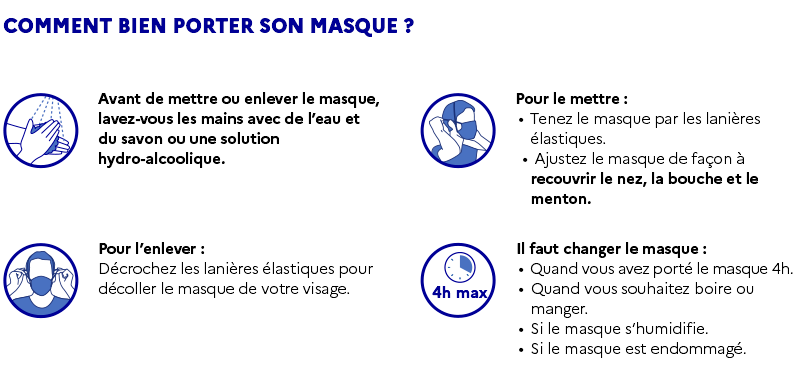 COMMENT BIEN PORTER SON MASQUE ?
Avant de mettre ou enlever le masque,
lavez-vous les mains avec de l’eau et
du savon ou une solution
hydro-alcoolique.
Pour le mettre :
• Tenez le masque par les lanières
élastiques.
• Ajustez le masque de façon à
recouvrir le nez, la bouche et le
menton.
Pour l’enlever :
Décrochez les lanières élastiques pour
décoller le masque de votre visage.
4h max
Il faut changer le masque :
• Quand vous avez porté le masque 4h.
• Quand vous souhaitez boire ou
manger.
• Si le masque s’humidifie.
• Si le masque est endommagé.